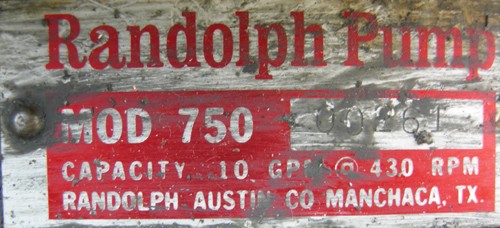 Randolph Pump
MOD 750
CAPACITY 10 GPM @ 430 RPM
RANDOLPH AUSTIN CO MANCHACA, TX.